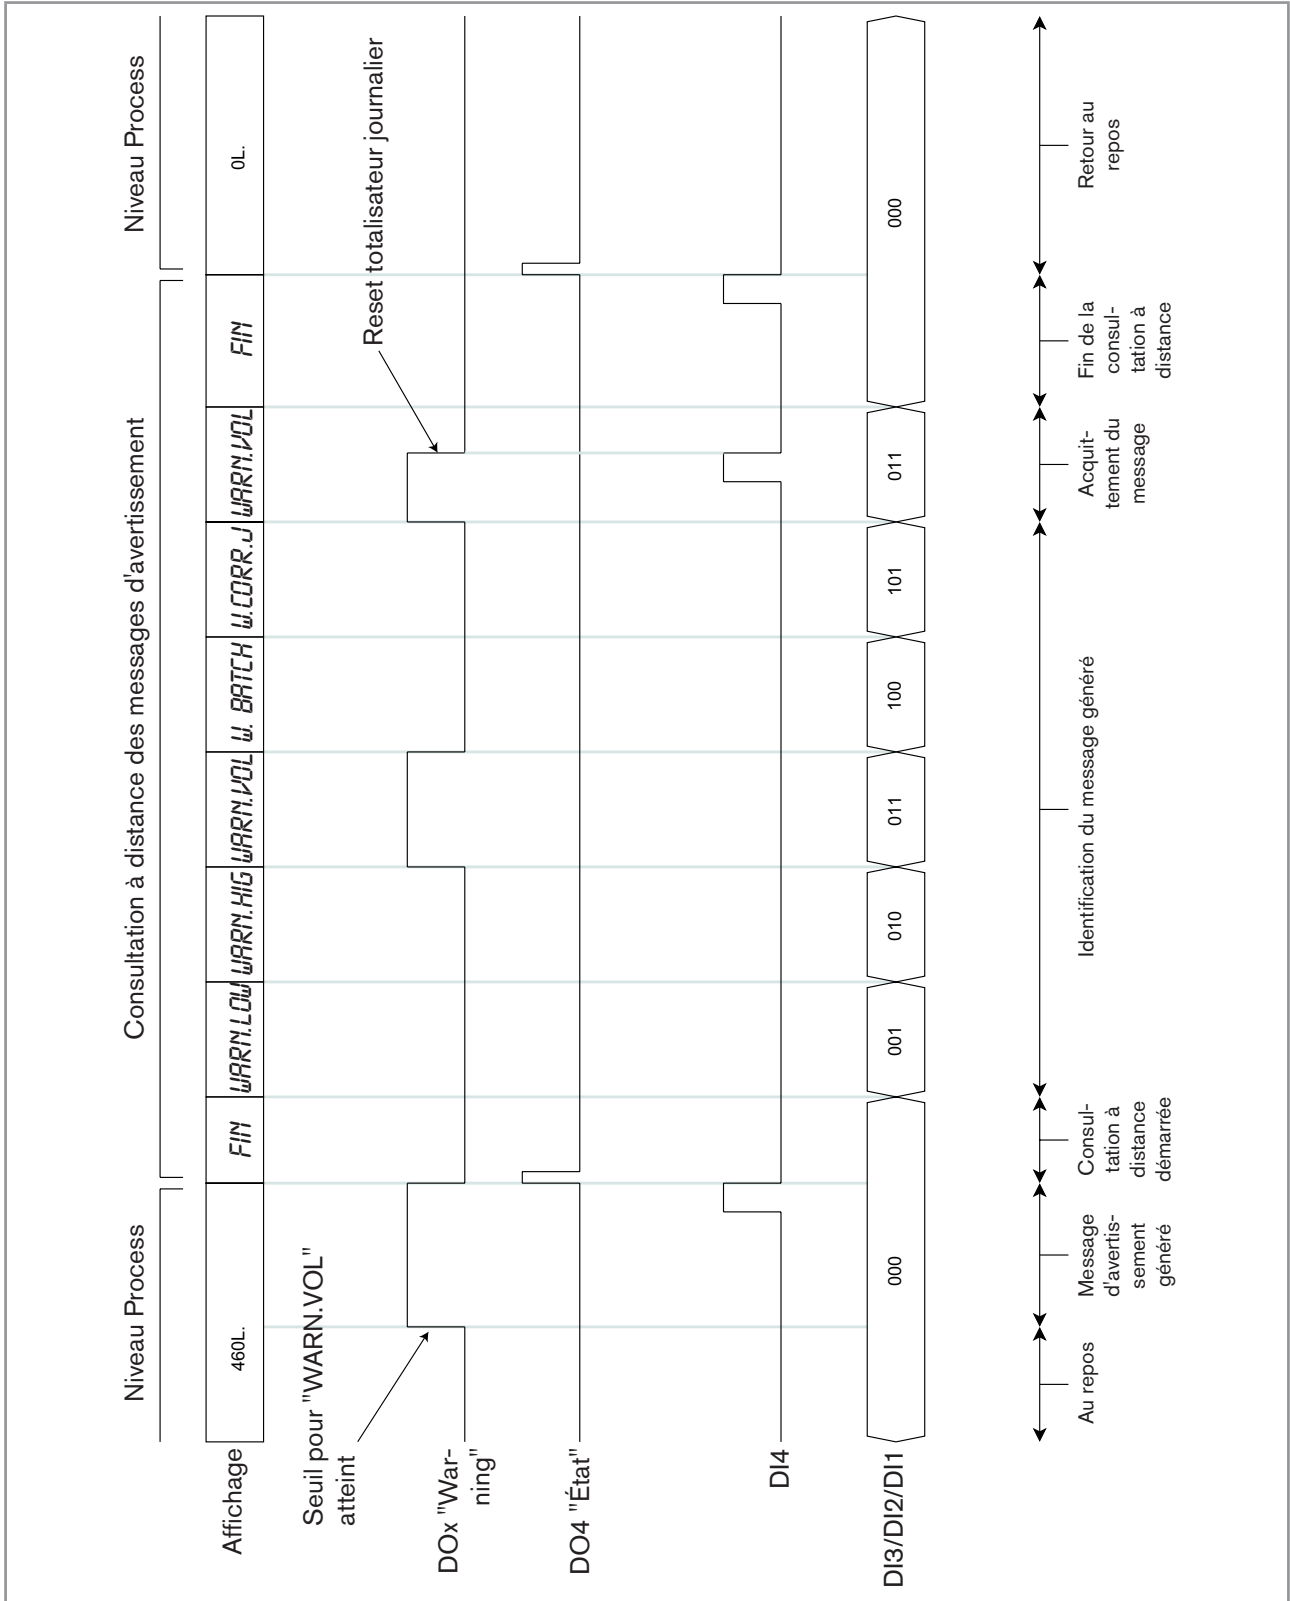 Niveau Process
Consultation à distance des messages d'avertissement
Niveau Process
Affichage
460L.
FIN
WARN.LOW
WARN.HIG
WARN.VOL
W. BATCH
W.CORR.J
WARN.VOL
FIN
0L.
Seuil pour "WARN.VOL"
atteint
Reset totalisateur journalier
DOx "War-
ning"
DO4 "État"
DI4
DI3/DI2/DI1
000
001
010
011
100
101
011
000
Au repos
Message
d'avertis-
sement
généré
Consul-
tation à
distance
démarrée
Identification du message généré
Acquit-
tement du
message
Fin de la
consul-
tation à
distance
Retour au
repos